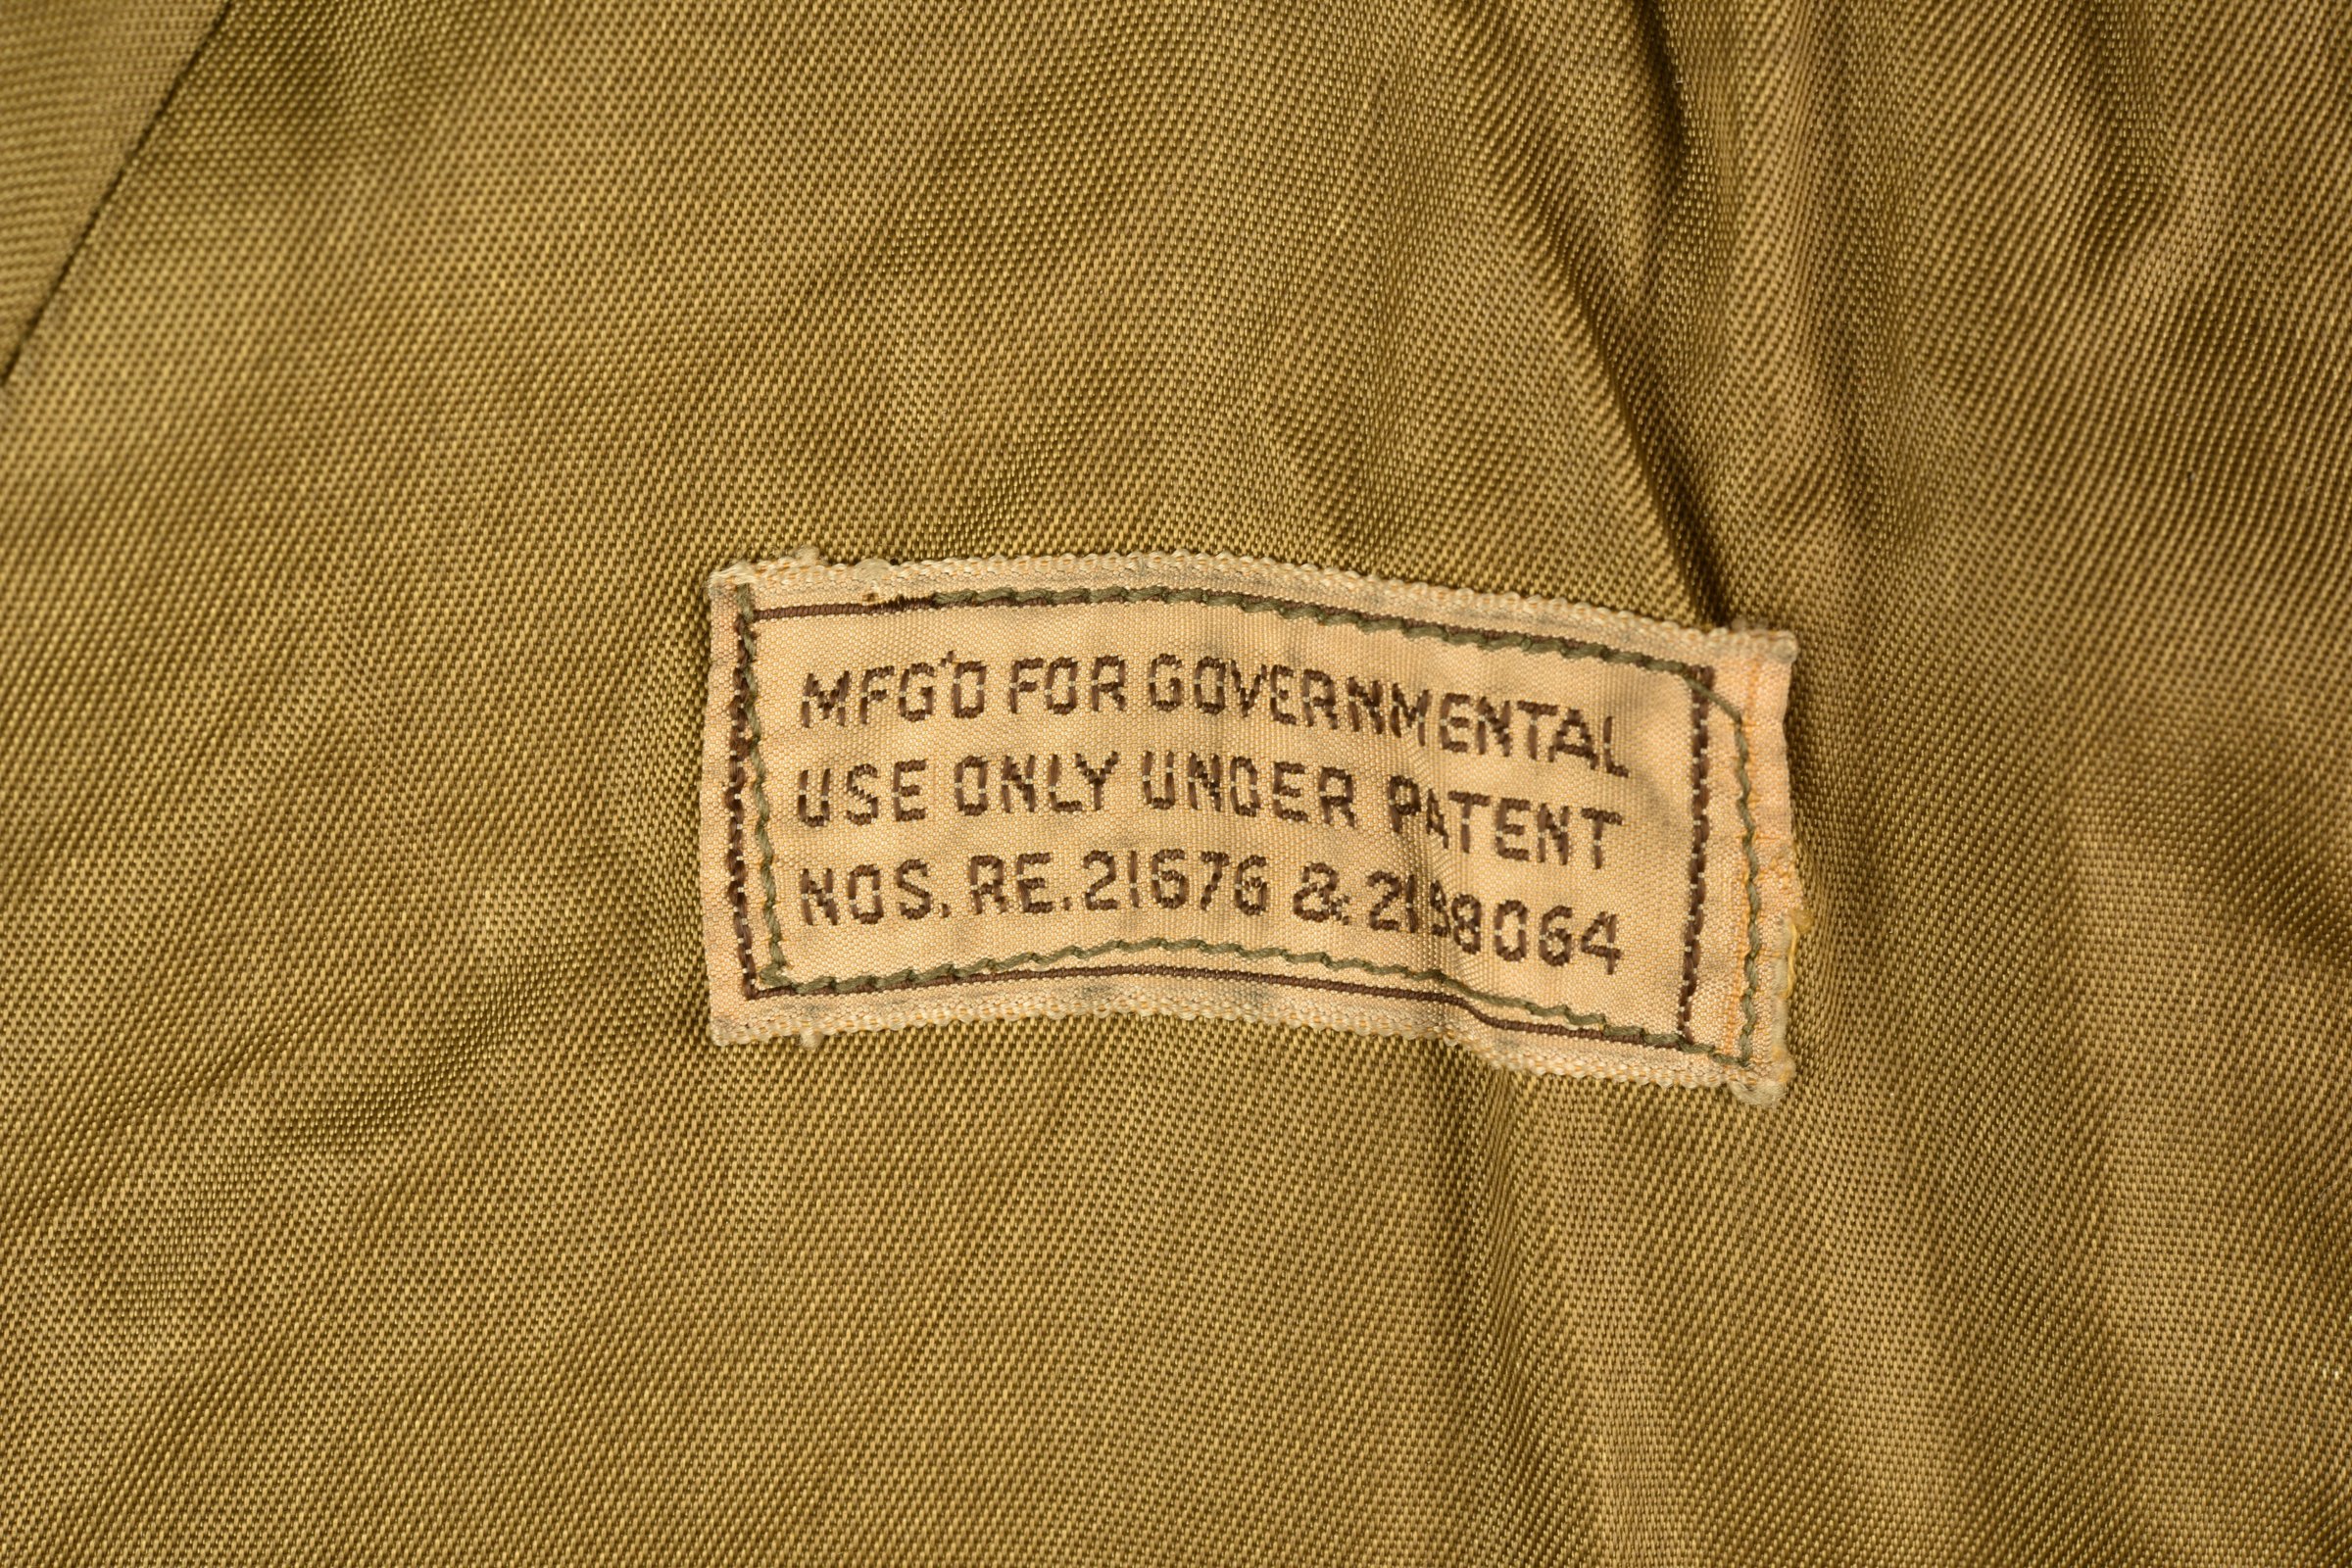 MFG'D FOR GOVERNMENTAL
USE ONLY UNDER PATENT
NOS. RE.21676 & 2198064